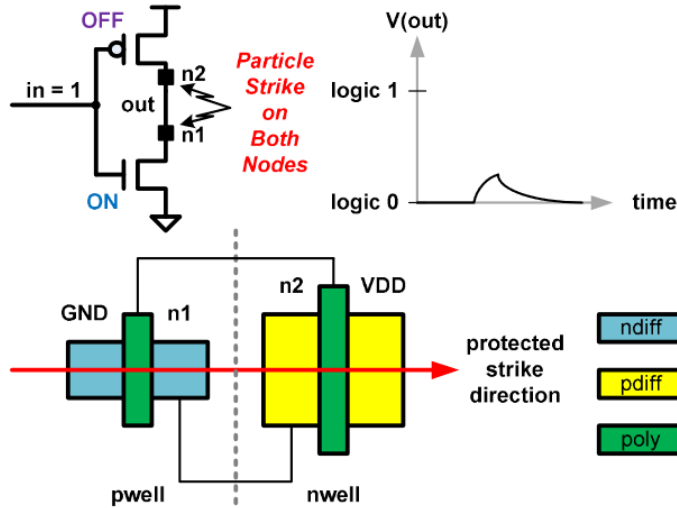 OFF
V(out)
n2
Particle
Strike
on
Both
Nodes
in = 1
out
n1
ON
logic 1
logic 0
time
GND
n1
n2
VDD
ndiff
protected
strike
direction
pdiff
poly
pwell
nwell